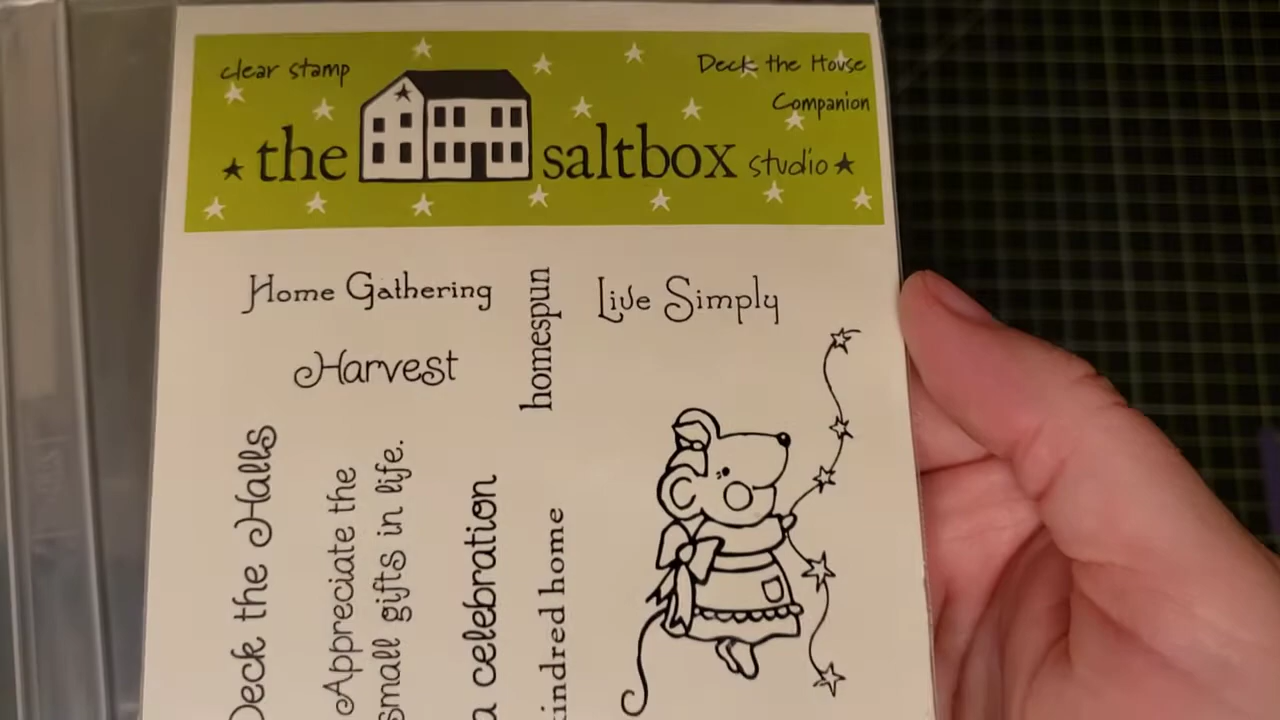 clear stamp
Deck the House
Companion
the saltbox studio
Home Gathering
homespun
Live Simply
Harvest
Deck the Halls
Appreciate the
small gifts in life.
a celebration
kindred home